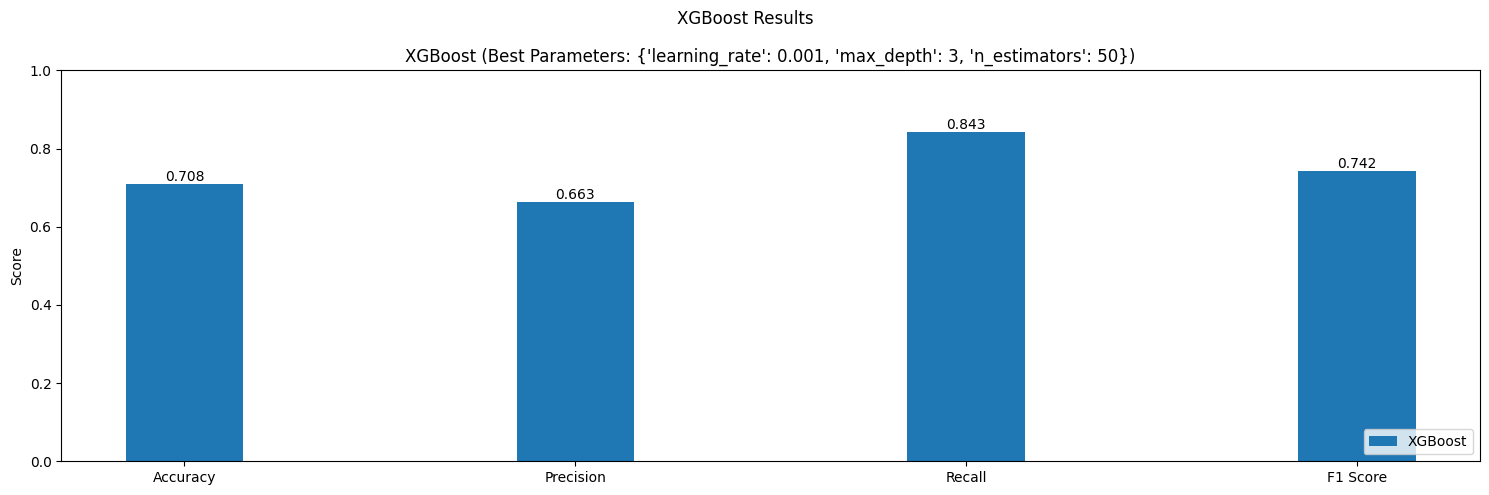 XGBoost Results
XGBoost (Best Parameters: {'learning_rate': 0.001, 'max_depth': 3, 'n_estimators': 50})
1.0
0.8
0.6
0.4
0.2
0.0
Score
0.708
0.663
0.843
0.742
XGBoost
Accuracy
Precision
Recall
F1 Score